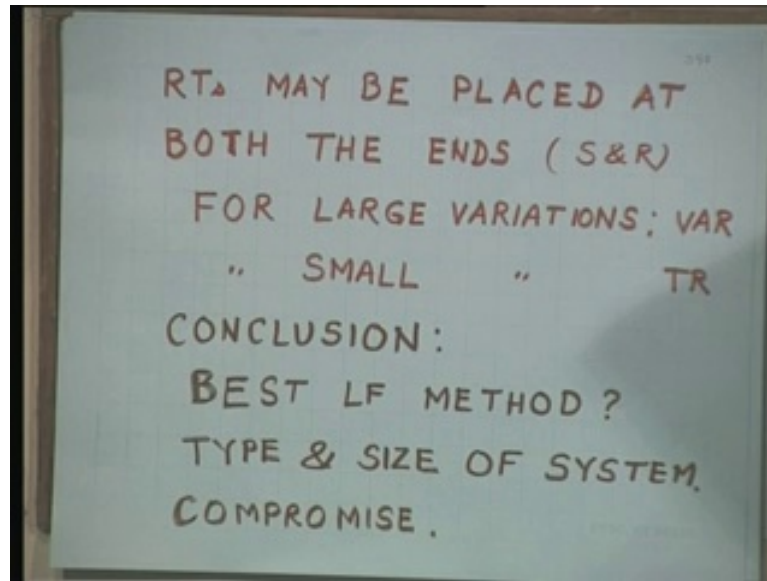 RTs MAY BE PLACED AT
BOTH THE ENDS (S&R)
FOR LARGE VARIATIONS: VAR
" SMALL " TR
CONCLUSION:
BEST LF METHOD?
TYPE & SIZE OF SYSTEM.
COMPROMISE.